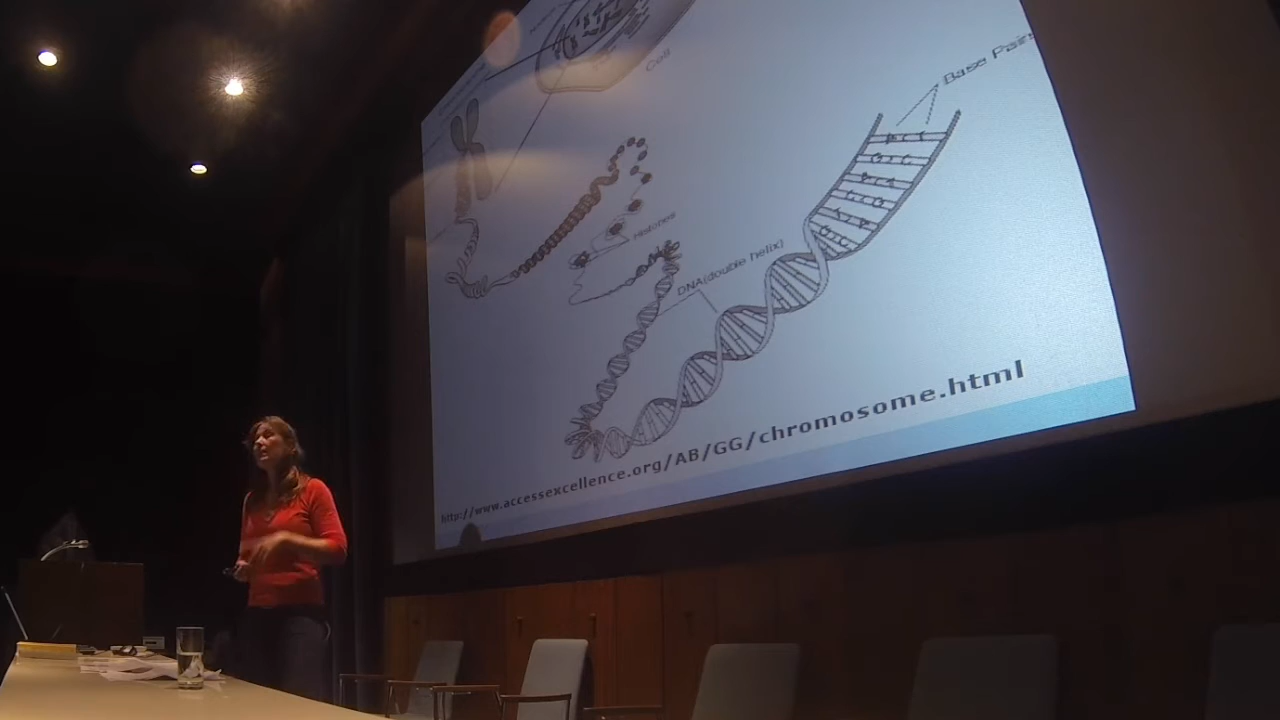 Cell
Base Pairs
Histones
DNA(double helix)
http://www.accessexcellence.org/AB/GG/chromosome.html